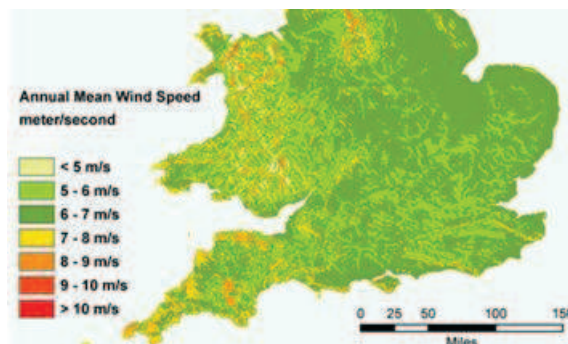 Annual Mean Wind Speed
meter/second
< 5 m/s
5 - 6 m/s
6 - 7 m/s
7 - 8 m/s
8 - 9 m/s
9 - 10 m/s
> 10 m/s
0 25 50 100 150
Miles